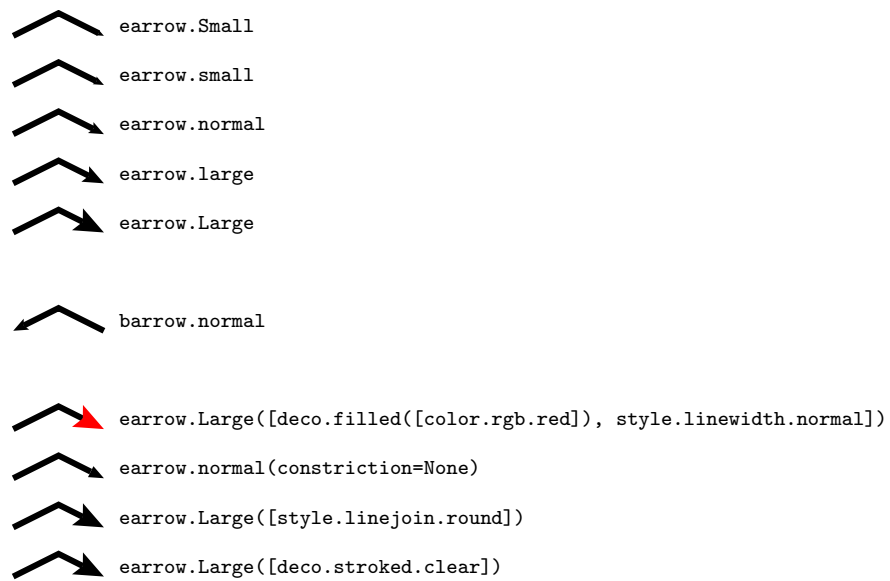 earrow.Small
earrow.small
earrow.normal
earrow.large
earrow.Large
barrow.normal
earrow.Large([deco.filled([color.rgb.red]), style.linewidth.normal])
earrow.normal(constriction=None)
earrow.Large([style.linejoin.round])
earrow.Large([deco.stroked.clear])